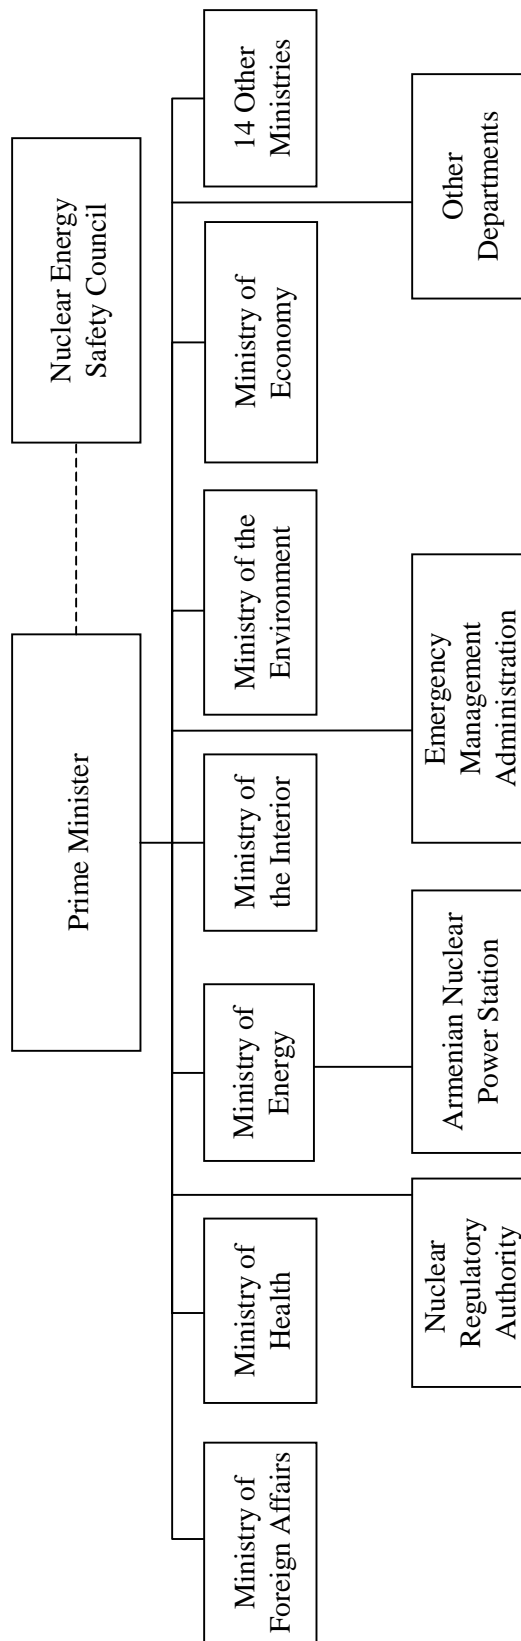 Prime Minister
Nuclear Energy
Safety Council
Ministry of
Foreign Affairs
Ministry of
Health
Ministry of
Energy
Ministry of
the Interior
Ministry of the
Environment
Ministry of
Economy
14 Other
Ministries
Nuclear
Regulatory
Authority
Armenian Nuclear
Power Station
Emergency
Management
Administration
Other
Departments